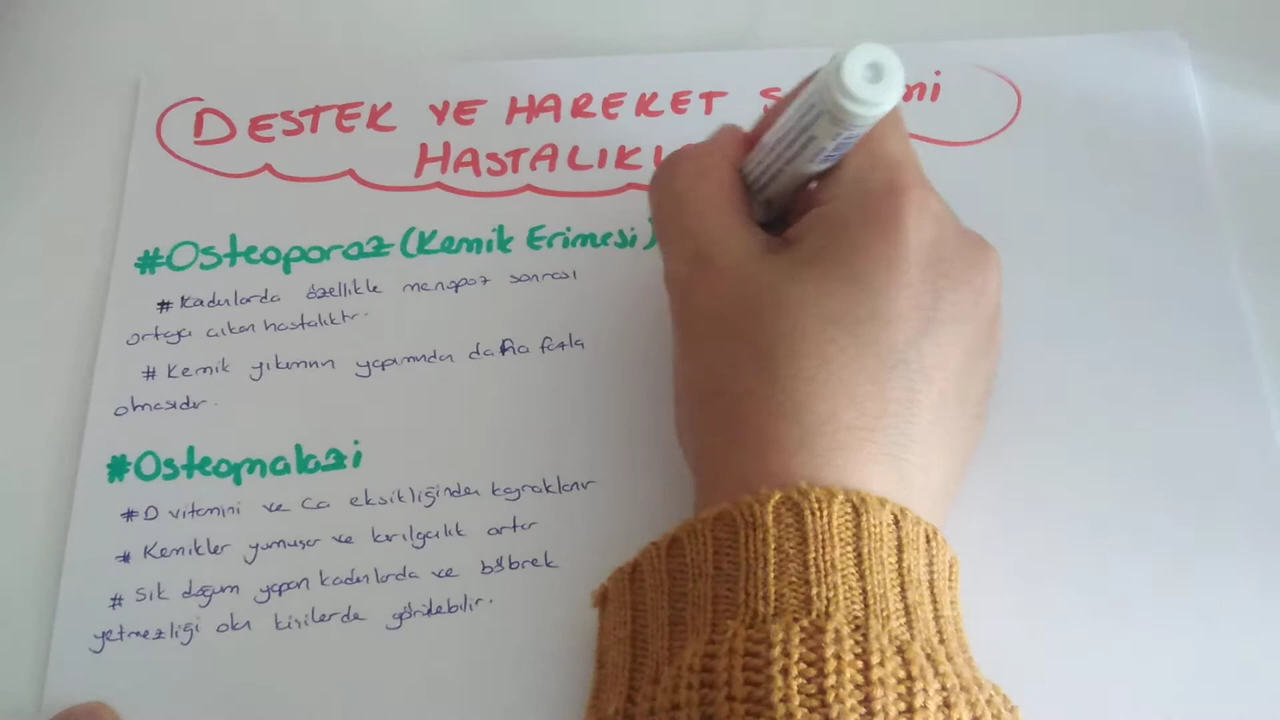 DESTEK VE HAREKET S mi
HASTALIKL
#Osteoporoz (Kemik Erimesi)
# Kadınlarda özellikle menopoz sonrası
ortaya çıkan hastalıktır.
# Kemik yıkımının yapımından daha fazla
olmasıdır.
#Osteomalazi
#D vitamini ve Ca eksikliğinden kaynaklanır
# Kemikler yumuşar ve kırılganlık artar
# Sık doğum yapan kadınlarda ve böbrek
yetmezliği olan kişilerde görülebilir.